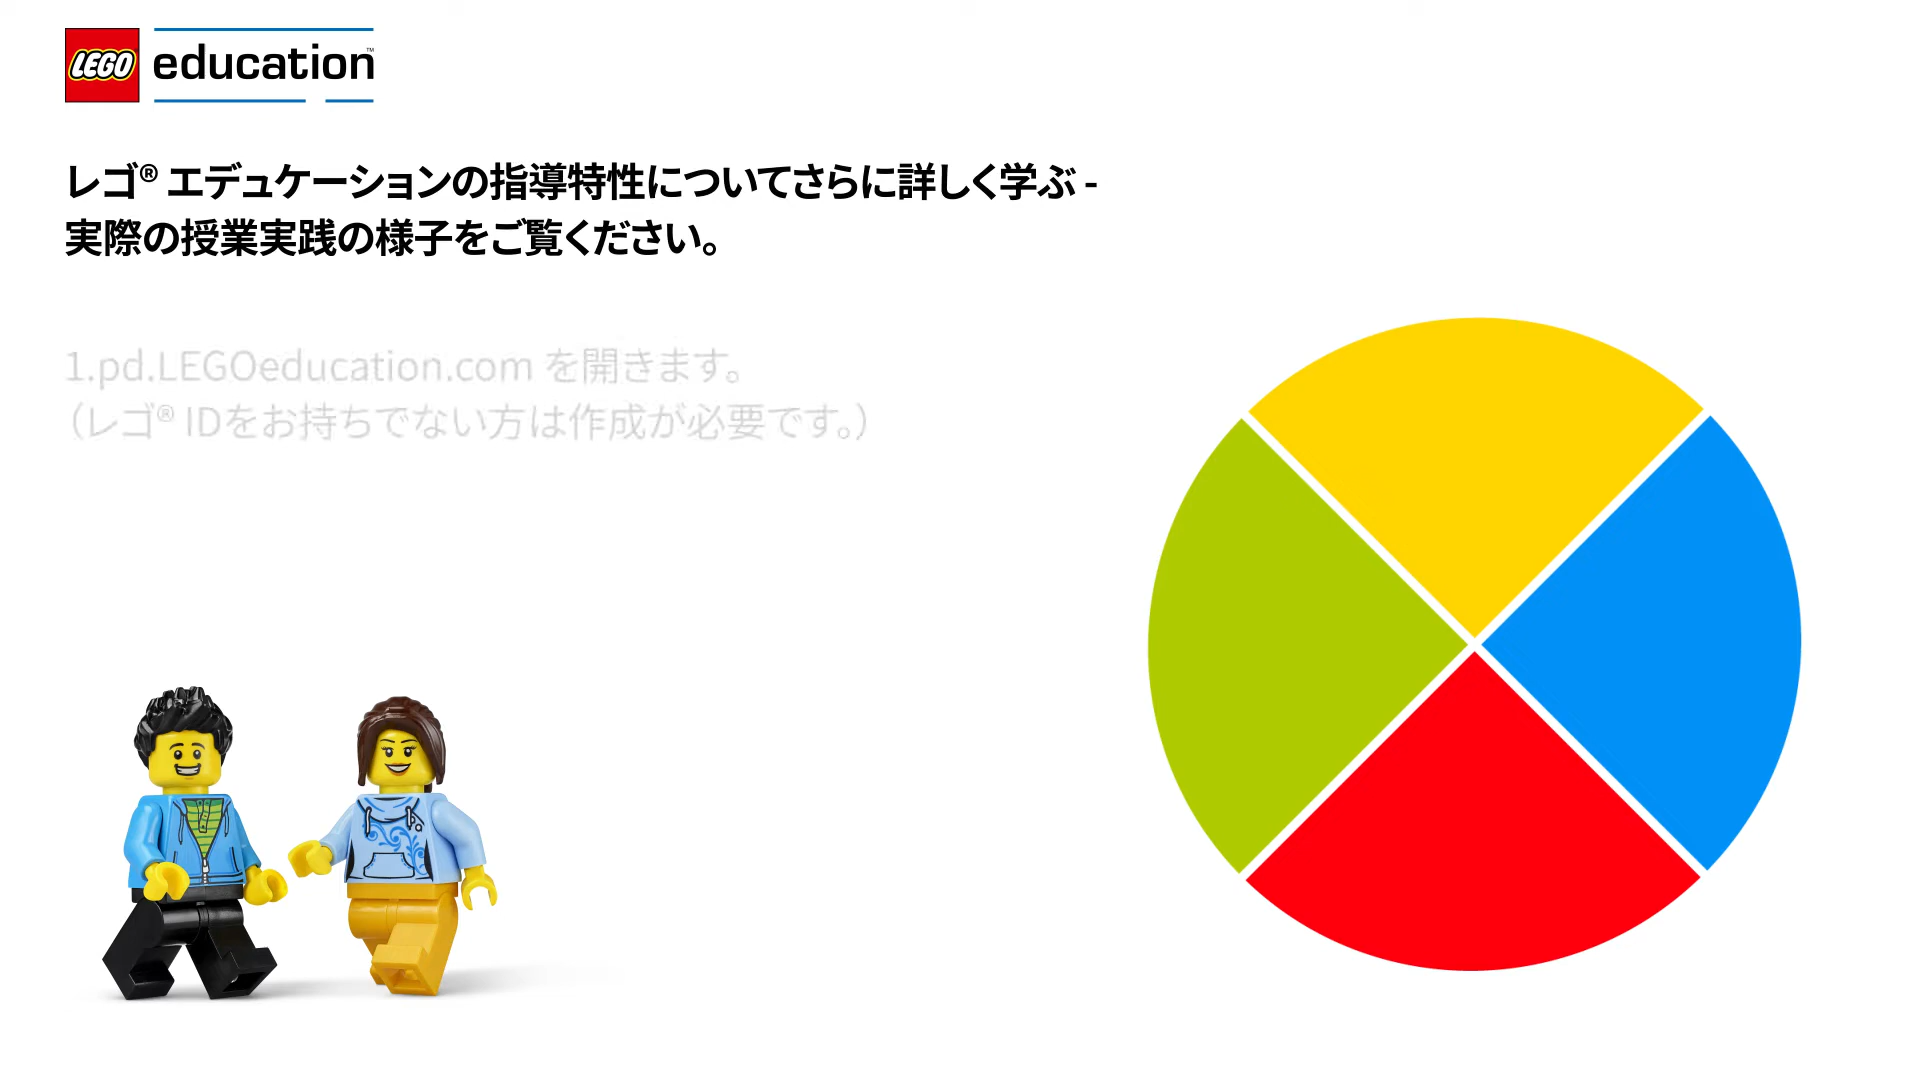 LEGO education™
レゴ® エデュケーションの指導特性についてさらに詳しく学ぶ -
実際の授業実践の様子をご覧ください。
1.pd.LEGOeducation.com を開きます。
（レゴ® IDをお持ちでない方は作成が必要です。）